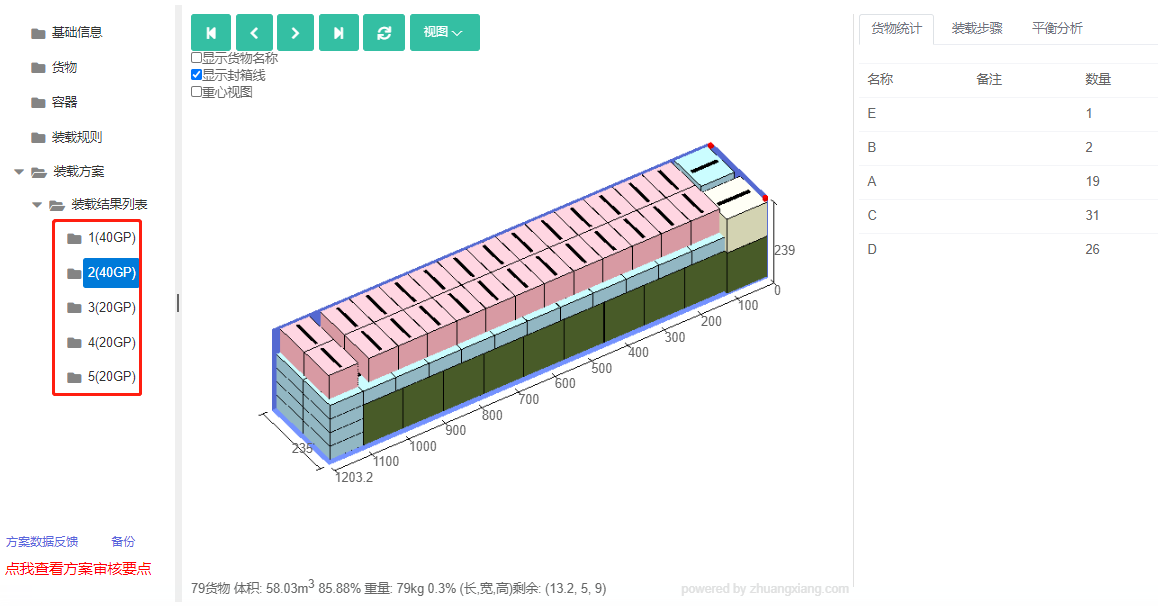 基础信息
货物
容器
装载规则
装载方案
装载结果列表
1(40GP)
2(40GP)
3(20GP)
4(20GP)
5(20GP)
方案数据反馈 备份
点我查看方案审核要点
视图
显示货物名称
显示封箱线
重心视图
239
0
100
200
300
400
500
600
700
800
900
1000
1100
1203.2
235
79货物 体积: 58.03m3 85.88% 重量: 79kg 0.3% (长,宽,高)剩余: (13.2, 5, 9)
powered by zhuangxiang.com
货物统计 装载步骤 平衡分析
名称 备注 数量
E 1
B 2
A 19
C 31
D 26